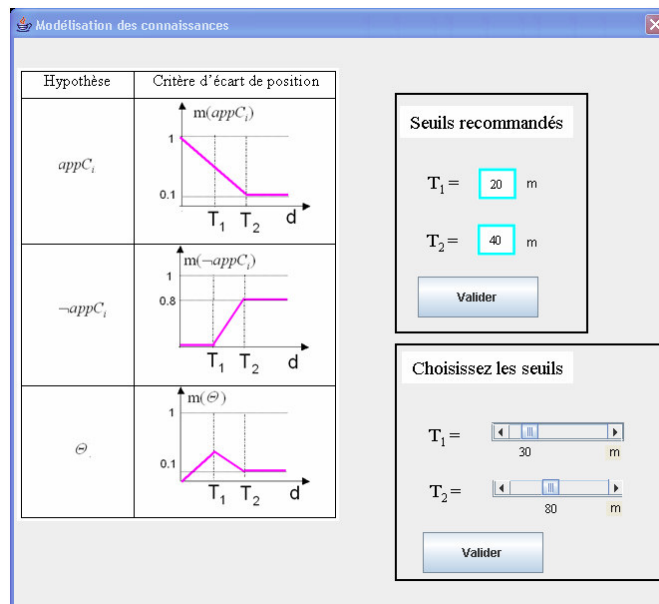 Modélisation des connaissances
Hypothèse Critère d'écart de position
appCi
m(appCi)
1
0.1
T1 T2 d
¬appCi
m(¬appCi)
1
0.8
T1 T2 d
Θ
m(Θ)
1
0.1
T1 T2 d
Seuils recommandés
T1= 20 m
T2= 40 m
Valider
Choisissez les seuils
T1=
30 m
T2=
80 m
Valider